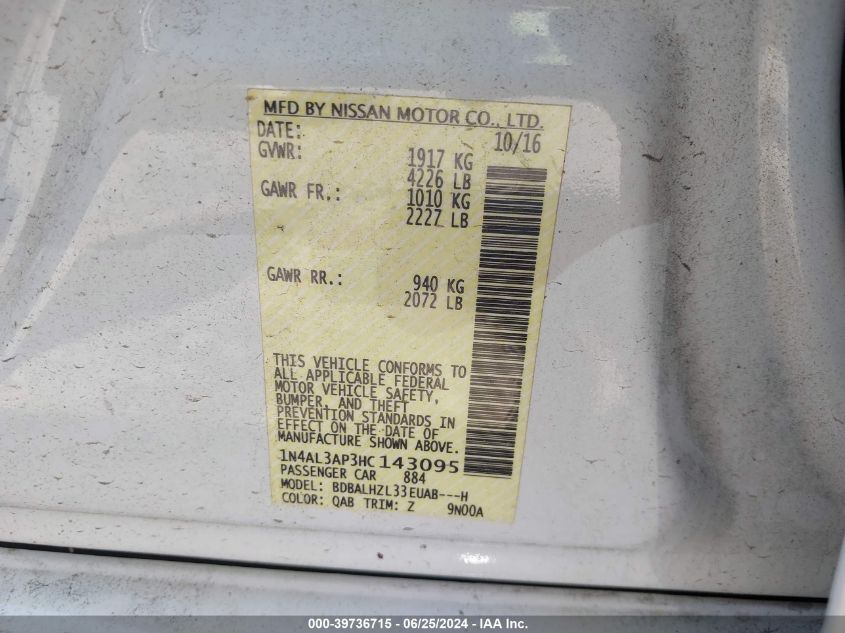 MFD BY NISSAN MOTOR CO., LTD.
DATE: 10/16
GVWR: 1917 KG
4226 LB
GAWR FR.: 1010 KG
2227 LB
GAWR RR.: 940 KG
2072 LB
THIS VEHICLE CONFORMS TO
ALL APPLICABLE FEDERAL
MOTOR VEHICLE SAFETY,
BUMPER, AND THEFT
PREVENTION STANDARDS IN
EFFECT ON THE DATE OF
MANUFACTURE SHOWN ABOVE.
1N4AL3AP3HC143095
PASSENGER CAR 884
MODEL: BDBALHZL33EUAB---H
COLOR: QAB TRIM: Z 9N00A
000-39736715 - 06/25/2024 - IAA Inc.